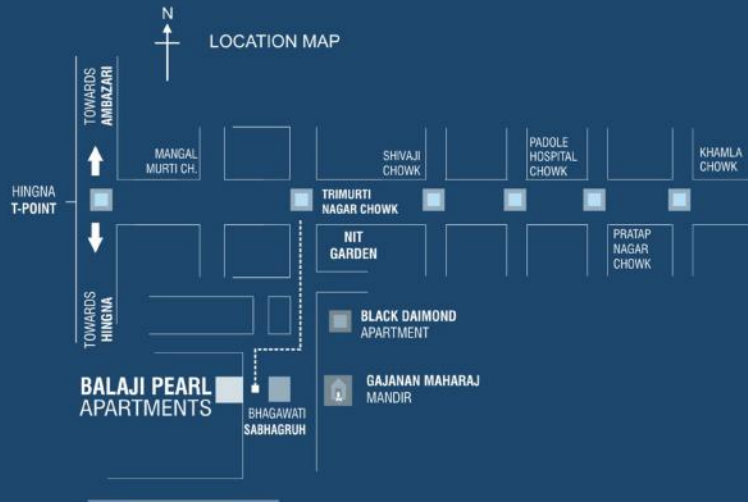 N
LOCATION MAP
TOWARDS
AMBAZARI
MANGAL
MURTI CH.
SHIVAJI
CHOWK
PADOLE
HOSPITAL
CHOWK
KHAMLA
CHOWK
HINGNA
T-POINT
TRIMURTI
NAGAR CHOWK
NIT
GARDEN
PRATAP
NAGAR
CHOWK
TOWARDS
HINGNA
BLACK DAIMOND
APARTMENT
BALAJI PEARL
APARTMENTS
BHAGAWATI
SABHAGRUH
GAJANAN MAHARAJ
MANDIR